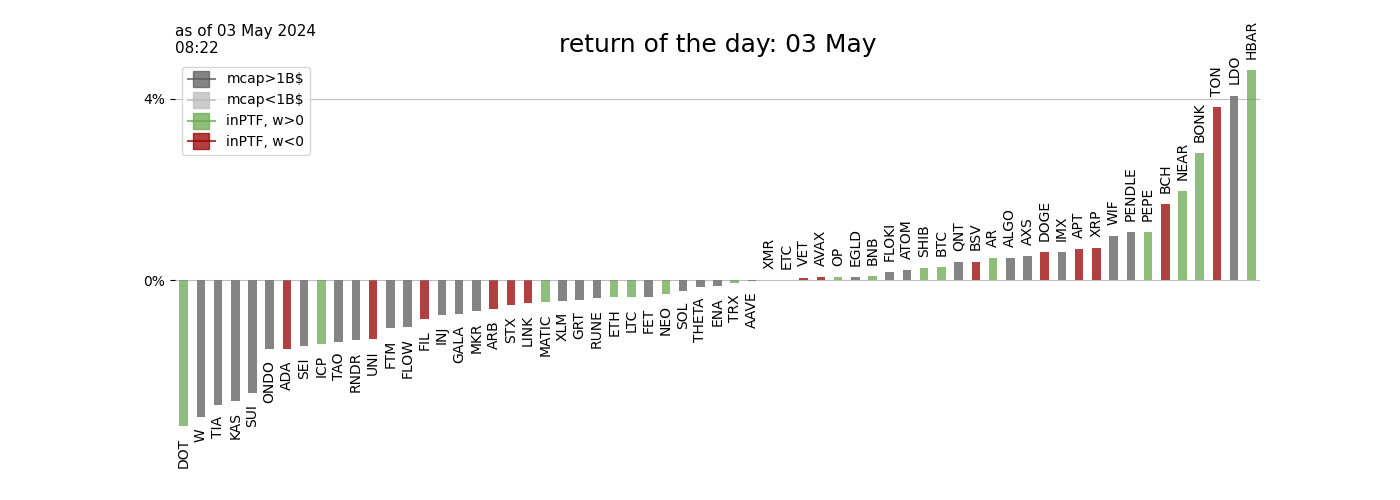 as of 03 May 2024
08:22
return of the day: 03 May
mcap>1B$
mcap<1B$
inPTF, w>0
inPTF, w<0
4%
0%
DOT
W
TIA
KAS
SUI
ONDO
ADA
SEI
ICP
TAO
RNDR
UNI
FTM
FLOW
FIL
INJ
GALA
MKR
ARB
STX
LINK
MATIC
XLM
GRT
RUNE
ETH
LTC
FET
NEO
SOL
THETA
ENA
TRX
AAVE
XMR
ETC
VET
AVAX
OP
EGLD
BNB
FLOKI
ATOM
SHIB
BTC
QNT
BSV
AR
ALGO
AXS
DOGE
IMX
APT
XRP
WIF
PENDLE
PEPE
BCH
NEAR
BONK
TON
LDO
HBAR